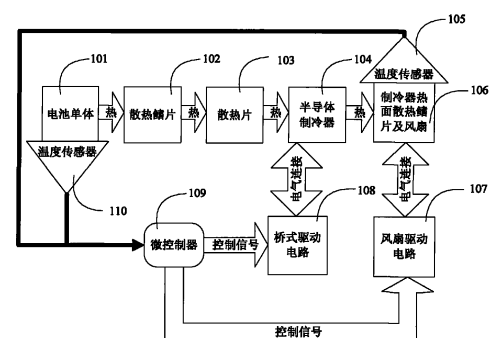 105
101
102
103
104
温度传感器
106
电池单体
热
散热鳍片
热
散热片
热
半导体
制冷器
热
制冷器热
面散热鳍
片及风扇
温度传感器
110
电气连接
电气连接
109
108
107
微控制器
控制信号
桥式驱动
电路
风扇驱动
电路
控制信号